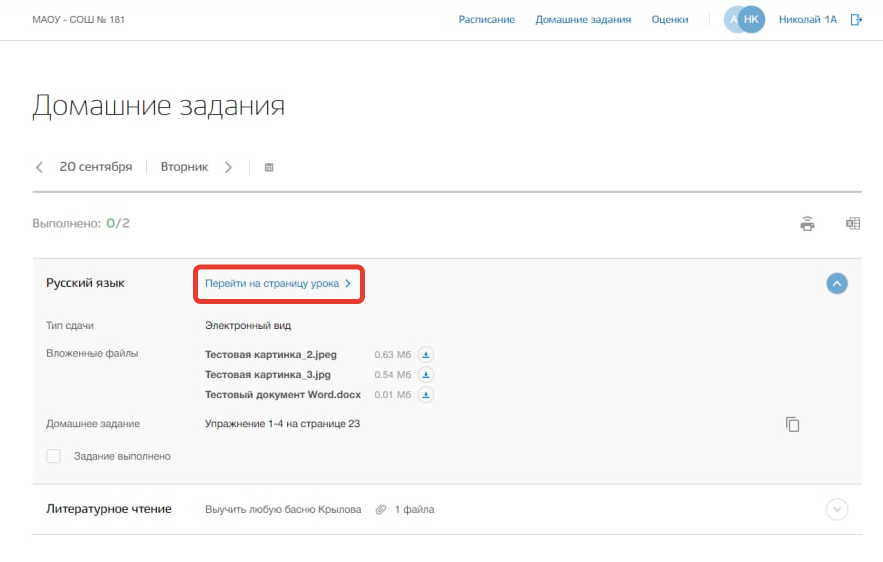 МАОУ - СОШ № 181 Расписание Домашние задания Оценки А НК Николай 1А
Домашние задания
20 сентября Вторник
Выполнено: 0/2
Русский язык Перейти на страницу урока
Тип сдачи Электронный вид
Вложенные файлы Тестовая картинка_2.jpeg 0.63 Мб
Тестовая картинка_3.jpg 0.54 Мб
Тестовый документ Word.docx 0.01 Мб
Домашнее задание Упражнение 1-4 на странице 23
Задание выполнено
Литературное чтение Выучить любую басню Крылова 1 файла